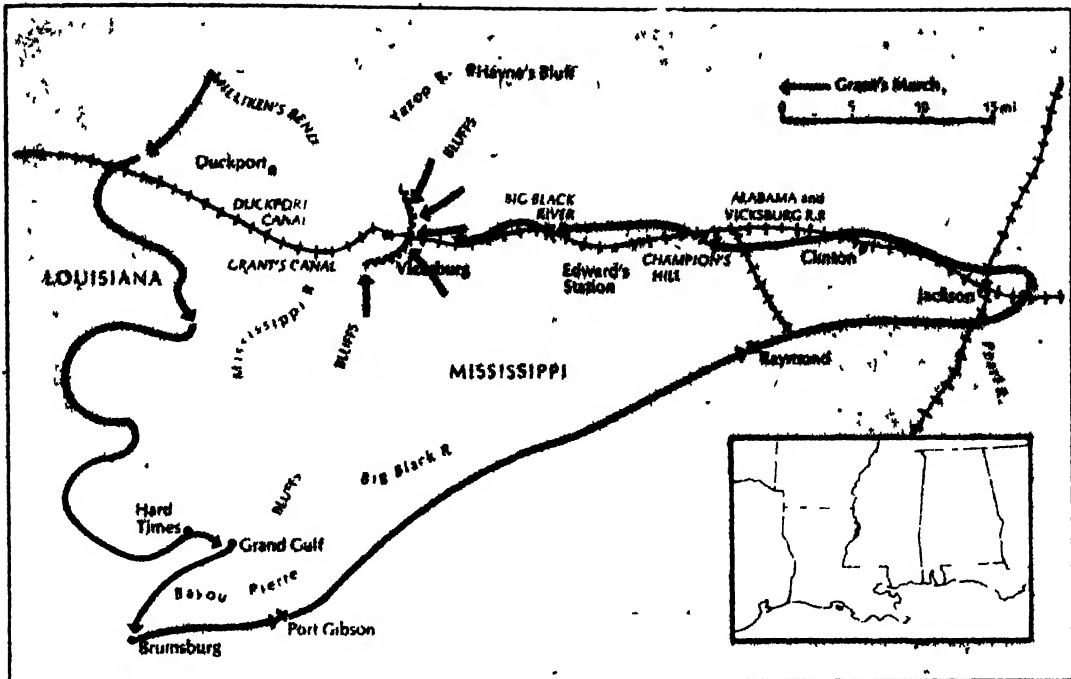 MILLIKEN'S BEND
Yazoo R.
Hayne's Bluff
Grant's March
0 5 10 15 mi
BLUFFS
Duckport
DUCKPORT
CANAL
BIG BLACK
RIVER
ALABAMA and
VICKSBURG R.R
GRANT'S CANAL
Vicksburg
Edward's
Station
CHAMPION'S
HILL
Clinton
LOUISIANA
Jackson
Mississippi R
BLUFFS
MISSISSIPPI
Raymond
Pearl R.
Big Black R
BLUFFS
Hard
Times
Grand Gulf
Bayou Pierre
Port Gibson
Bruinsburg